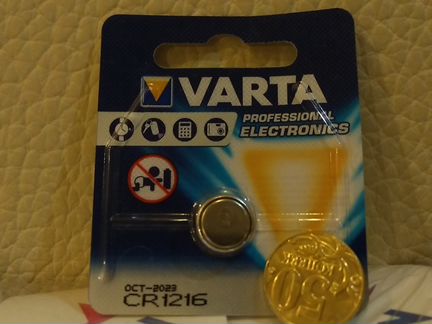 VARTA
PROFESSIONAL
ELECTRONICS
OCT-2023
CR1216
50
КОПЕЕК